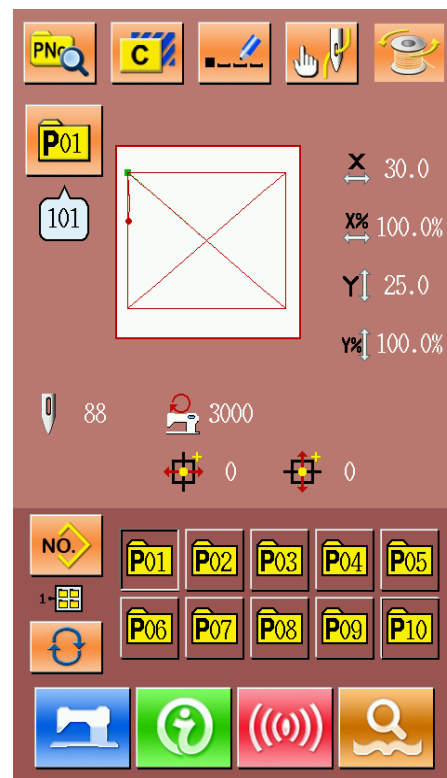 PNo
C
P01
101
X 30.0
X% 100.0%
Y 25.0
Y% 100.0%
88 3000
0 0
NO.
P01 P02 P03 P04 P05
1
P06 P07 P08 P09 P10
i